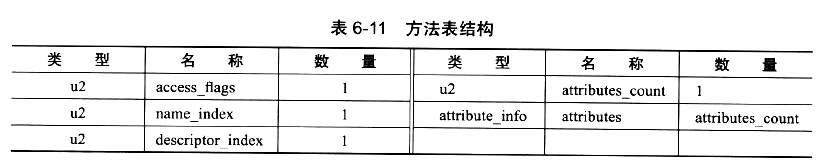 表 6-11 方法表结构
类 型 名 称 数 量 类 型 名 称 数 量
u2 access_flags 1 u2 attributes_count 1
u2 name_index 1 attribute_info attributes attributes_count
u2 descriptor_index 1